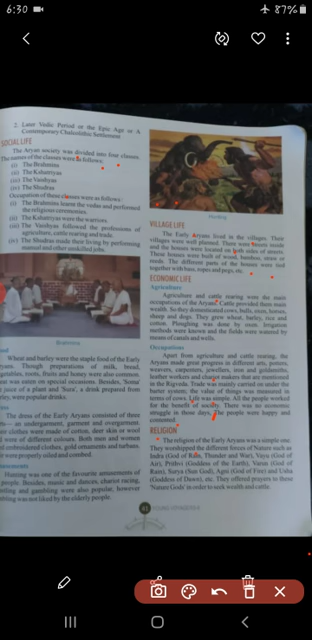 6:30
87%
2. Later Vedic Period or the Epic Age or A
Contemporary Chalcolithic Settlement
SOCIAL LIFE
The Aryan society was divided into four classes.
The names of the classes were as follows:
(i) The Brahmins
(ii) The Kshatriyas
(iii) The Vaishyas
(iv) The Shudras
Occupation of these classes were as follows:
(i) The Brahmins learnt the vedas and performed
the religious ceremonies.
(ii) The Kshatriyas were the warriors.
(iii) The Vaishyas followed the professions of
agriculture, cattle rearing and trade.
(iv) The Shudras made their living by performing
manual and other unskilled jobs.
Brahmins
Wheat and barley were the staple food of the Early
Though preparations of milk, bread,
vegetables, roots, fruits and honey were also common.
was eaten on special occasions. Besides, 'Soma'
juice of a plant and 'Sura', a drink prepared from
were popular drinks.
The dress of the Early Aryans consisted of three
an undergarment, garment and overgarment.
clothes were made of cotton, deer skin or wool
were of different colours. Both men and women
embroidered clothes, gold ornaments and turbans.
were properly oiled and combed.
Hunting was one of the favourite amusements of
people. Besides, music and dances, chariot racing,
and gambling were also popular, however
was not liked by the elderly people.
Hunting
VILLAGE LIFE
The Early Aryans lived in the villages. Their
villages were well planned. There were streets inside
and the houses were located on both sides of streets.
These houses were built of wood, bamboo, straw or
reeds. The different parts of the houses were tied
together with bars, ropes and pegs, etc.
ECONOMIC LIFE
Agriculture
Agriculture and cattle rearing were the main
occupations of the Aryans. Cattle provided them main
wealth. So they domesticated cows, bulls, oxen, horses,
sheep and dogs. They grew wheat, barley, rice and
cotton. Ploughing was done by oxen. Irrigation
methods were known and the fields were watered by
means of canals and wells.
Occupations
Apart from agriculture and cattle rearing, the
Aryans made great progress in different arts, potters,
weavers, carpenters, jewellers, iron and goldsmiths,
leather workers and chariot makers that are mentioned
in the Rigveda. Trade was mainly carried on under the
barter system; the value of things was measured in
terms of cows. Life was simple. All the people worked
for the benefit of society. There was no economic
struggle in those days. The people were happy and
contented.
RELIGION
The religion of the Early Aryans was a simple one.
They worshipped the different forces of Nature such as
Indra (God of Rain, Thunder and War), Vayu (God of
Air), Prithvi (Goddess of the Earth), Varun (God of
Rain), Surya (Sun God), Agni (God of Fire) and Usha
(Goddess of Dawn), etc. They offered prayers to these
'Nature Gods' in order to seek wealth and cattle.